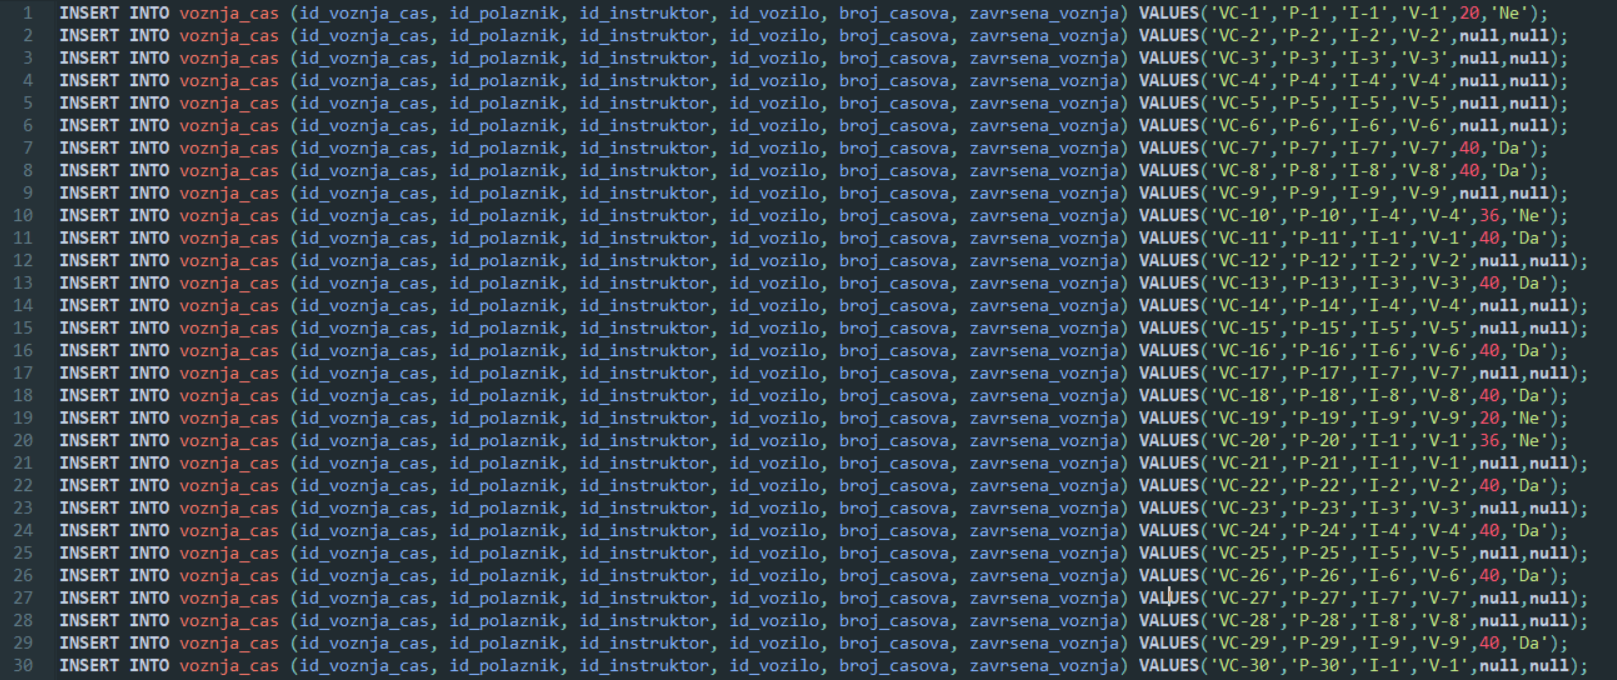 1 INSERT INTO voznja_cas (id_voznja_cas, id_polaznik, id_instruktor, id_vozilo, broj_casova, zavrsena_voznja) VALUES('VC-1','P-1','I-1','V-1',20,'Ne');
2 INSERT INTO voznja_cas (id_voznja_cas, id_polaznik, id_instruktor, id_vozilo, broj_casova, zavrsena_voznja) VALUES('VC-2','P-2','I-2','V-2',null,null);
3 INSERT INTO voznja_cas (id_voznja_cas, id_polaznik, id_instruktor, id_vozilo, broj_casova, zavrsena_voznja) VALUES('VC-3','P-3','I-3','V-3',null,null);
4 INSERT INTO voznja_cas (id_voznja_cas, id_polaznik, id_instruktor, id_vozilo, broj_casova, zavrsena_voznja) VALUES('VC-4','P-4','I-4','V-4',null,null);
5 INSERT INTO voznja_cas (id_voznja_cas, id_polaznik, id_instruktor, id_vozilo, broj_casova, zavrsena_voznja) VALUES('VC-5','P-5','I-5','V-5',null,null);
6 INSERT INTO voznja_cas (id_voznja_cas, id_polaznik, id_instruktor, id_vozilo, broj_casova, zavrsena_voznja) VALUES('VC-6','P-6','I-6','V-6',null,null);
7 INSERT INTO voznja_cas (id_voznja_cas, id_polaznik, id_instruktor, id_vozilo, broj_casova, zavrsena_voznja) VALUES('VC-7','P-7','I-7','V-7',40,'Da');
8 INSERT INTO voznja_cas (id_voznja_cas, id_polaznik, id_instruktor, id_vozilo, broj_casova, zavrsena_voznja) VALUES('VC-8','P-8','I-8','V-8',40,'Da');
9 INSERT INTO voznja_cas (id_voznja_cas, id_polaznik, id_instruktor, id_vozilo, broj_casova, zavrsena_voznja) VALUES('VC-9','P-9','I-9','V-9',null,null);
10 INSERT INTO voznja_cas (id_voznja_cas, id_polaznik, id_instruktor, id_vozilo, broj_casova, zavrsena_voznja) VALUES('VC-10','P-10','I-4','V-4',36,'Ne');
11 INSERT INTO voznja_cas (id_voznja_cas, id_polaznik, id_instruktor, id_vozilo, broj_casova, zavrsena_voznja) VALUES('VC-11','P-11','I-1','V-1',40,'Da');
12 INSERT INTO voznja_cas (id_voznja_cas, id_polaznik, id_instruktor, id_vozilo, broj_casova, zavrsena_voznja) VALUES('VC-12','P-12','I-2','V-2',null,null);
13 INSERT INTO voznja_cas (id_voznja_cas, id_polaznik, id_instruktor, id_vozilo, broj_casova, zavrsena_voznja) VALUES('VC-13','P-13','I-3','V-3',40,'Da');
14 INSERT INTO voznja_cas (id_voznja_cas, id_polaznik, id_instruktor, id_vozilo, broj_casova, zavrsena_voznja) VALUES('VC-14','P-14','I-4','V-4',null,null);
15 INSERT INTO voznja_cas (id_voznja_cas, id_polaznik, id_instruktor, id_vozilo, broj_casova, zavrsena_voznja) VALUES('VC-15','P-15','I-5','V-5',null,null);
16 INSERT INTO voznja_cas (id_voznja_cas, id_polaznik, id_instruktor, id_vozilo, broj_casova, zavrsena_voznja) VALUES('VC-16','P-16','I-6','V-6',40,'Da');
17 INSERT INTO voznja_cas (id_voznja_cas, id_polaznik, id_instruktor, id_vozilo, broj_casova, zavrsena_voznja) VALUES('VC-17','P-17','I-7','V-7',null,null);
18 INSERT INTO voznja_cas (id_voznja_cas, id_polaznik, id_instruktor, id_vozilo, broj_casova, zavrsena_voznja) VALUES('VC-18','P-18','I-8','V-8',40,'Da');
19 INSERT INTO voznja_cas (id_voznja_cas, id_polaznik, id_instruktor, id_vozilo, broj_casova, zavrsena_voznja) VALUES('VC-19','P-19','I-9','V-9',20,'Ne');
20 INSERT INTO voznja_cas (id_voznja_cas, id_polaznik, id_instruktor, id_vozilo, broj_casova, zavrsena_voznja) VALUES('VC-20','P-20','I-1','V-1',36,'Ne');
21 INSERT INTO voznja_cas (id_voznja_cas, id_polaznik, id_instruktor, id_vozilo, broj_casova, zavrsena_voznja) VALUES('VC-21','P-21','I-1','V-1',null,null);
22 INSERT INTO voznja_cas (id_voznja_cas, id_polaznik, id_instruktor, id_vozilo, broj_casova, zavrsena_voznja) VALUES('VC-22','P-22','I-2','V-2',40,'Da');
23 INSERT INTO voznja_cas (id_voznja_cas, id_polaznik, id_instruktor, id_vozilo, broj_casova, zavrsena_voznja) VALUES('VC-23','P-23','I-3','V-3',null,null);
24 INSERT INTO voznja_cas (id_voznja_cas, id_polaznik, id_instruktor, id_vozilo, broj_casova, zavrsena_voznja) VALUES('VC-24','P-24','I-4','V-4',40,'Da');
25 INSERT INTO voznja_cas (id_voznja_cas, id_polaznik, id_instruktor, id_vozilo, broj_casova, zavrsena_voznja) VALUES('VC-25','P-25','I-5','V-5',null,null);
26 INSERT INTO voznja_cas (id_voznja_cas, id_polaznik, id_instruktor, id_vozilo, broj_casova, zavrsena_voznja) VALUES('VC-26','P-26','I-6','V-6',40,'Da');
27 INSERT INTO voznja_cas (id_voznja_cas, id_polaznik, id_instruktor, id_vozilo, broj_casova, zavrsena_voznja) VALUES('VC-27','P-27','I-7','V-7',null,null);
28 INSERT INTO voznja_cas (id_voznja_cas, id_polaznik, id_instruktor, id_vozilo, broj_casova, zavrsena_voznja) VALUES('VC-28','P-28','I-8','V-8',null,null);
29 INSERT INTO voznja_cas (id_voznja_cas, id_polaznik, id_instruktor, id_vozilo, broj_casova, zavrsena_voznja) VALUES('VC-29','P-29','I-9','V-9',40,'Da');
30 INSERT INTO voznja_cas (id_voznja_cas, id_polaznik, id_instruktor, id_vozilo, broj_casova, zavrsena_voznja) VALUES('VC-30','P-30','I-1','V-1',null,null);